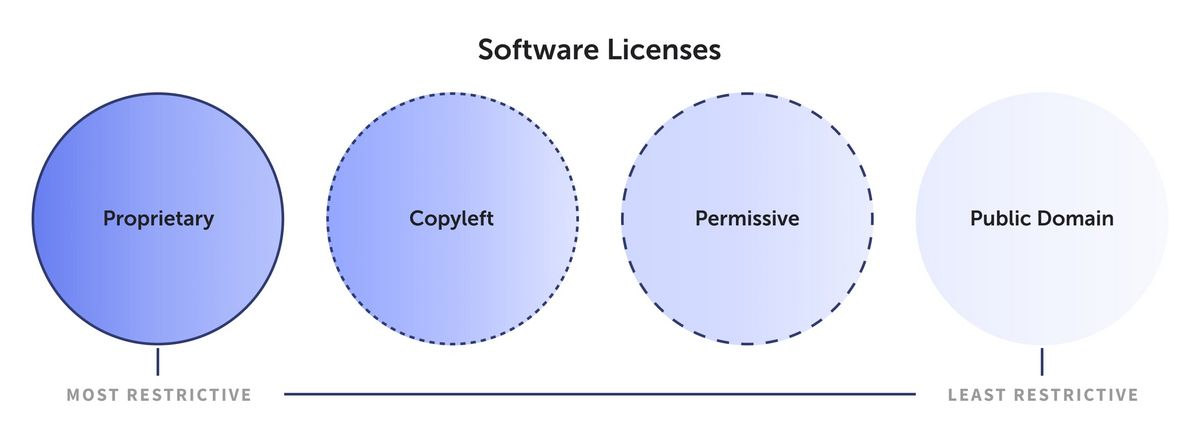 Software Licenses
Proprietary
Copyleft
Permissive
Public Domain
MOST RESTRICTIVE
LEAST RESTRICTIVE